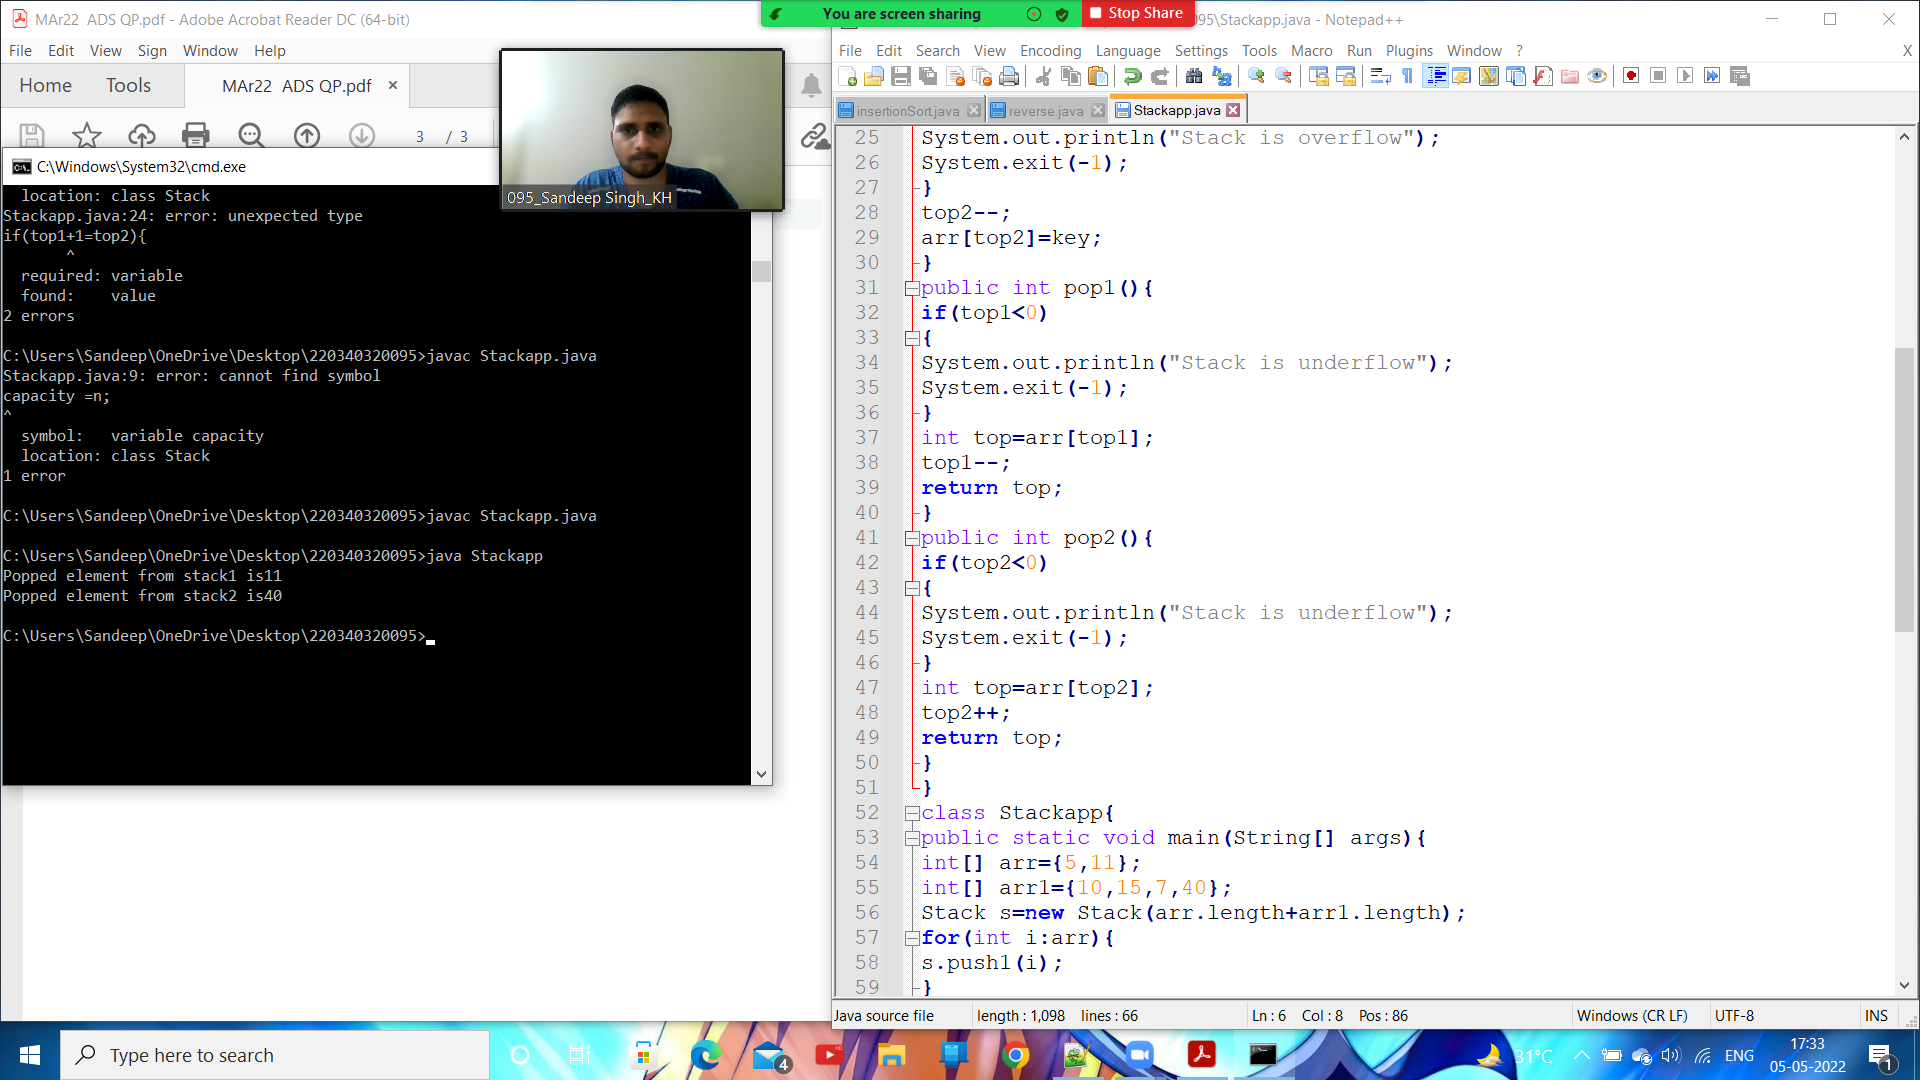 MAr22 ADS QP.pdf - Adobe Acrobat Reader DC (64-bit)
File Edit View Sign Window Help
Home Tools MAr22 ADS QP.pdf ×
3 / 3
You are screen sharing Stop Share
095_Sandeep Singh_KH
C:\Windows\System32\cmd.exe
location: class Stack
Stackapp.java:24: error: unexpected type
if(top1+1=top2){
^
required: variable
found: value
2 errors
C:\Users\Sandeep\OneDrive\Desktop\220340320095>javac Stackapp.java
Stackapp.java:9: error: cannot find symbol
capacity =n;
^
symbol: variable capacity
location: class Stack
1 error
C:\Users\Sandeep\OneDrive\Desktop\220340320095>javac Stackapp.java
C:\Users\Sandeep\OneDrive\Desktop\220340320095>java Stackapp
Popped element from stack1 is11
Popped element from stack2 is40
C:\Users\Sandeep\OneDrive\Desktop\220340320095>
095\Stackapp.java - Notepad++
File Edit Search View Encoding Language Settings Tools Macro Run Plugins Window ? X
insertionSort.java reverse.java Stackapp.java
25 System.out.println("Stack is overflow");
26 System.exit(-1);
27 }
28 top2--;
29 arr[top2]=key;
30 }
31 public int pop1(){
32 if(top1<0)
33 {
34 System.out.println("Stack is underflow");
35 System.exit(-1);
36 }
37 int top=arr[top1];
38 top1--;
39 return top;
40 }
41 public int pop2(){
42 if(top2<0)
43 {
44 System.out.println("Stack is underflow");
45 System.exit(-1);
46 }
47 int top=arr[top2];
48 top2++;
49 return top;
50 }
51 }
52 class Stackapp{
53 public static void main(String[] args){
54 int[] arr={5,11};
55 int[] arr1={10,15,7,40};
56 Stack s=new Stack(arr.length+arr1.length);
57 for(int i:arr){
58 s.push1(i);
59 }
Java source file length : 1,098 lines : 66 Ln : 6 Col : 8 Pos : 86 Windows (CR LF) UTF-8 INS
Type here to search
4
31°C ENG
17:33
05-05-2022
1